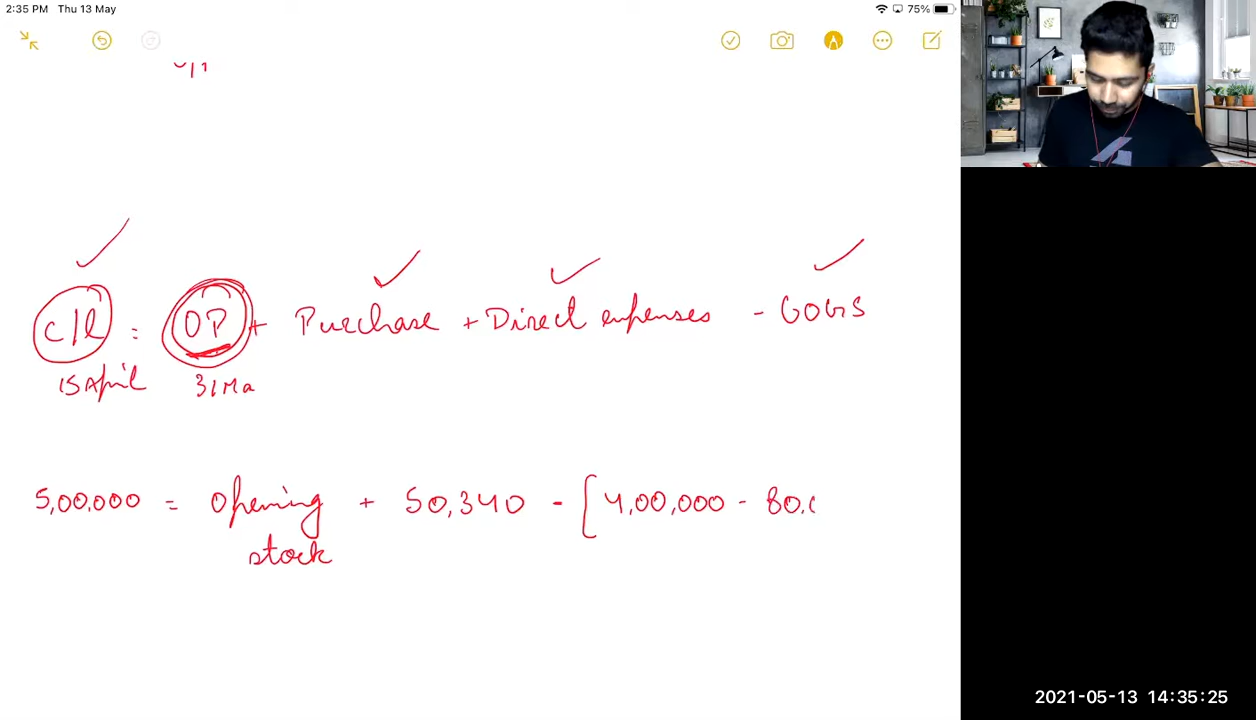 2:35 PM Thu 13 May 75%
C/R = OP + Purchase + Direct expenses - COGS
15 April 31 Ma
5,00,000 = opening + 50,340 - [4,00,000 - 80,
stock
2021-05-13 14:35:25